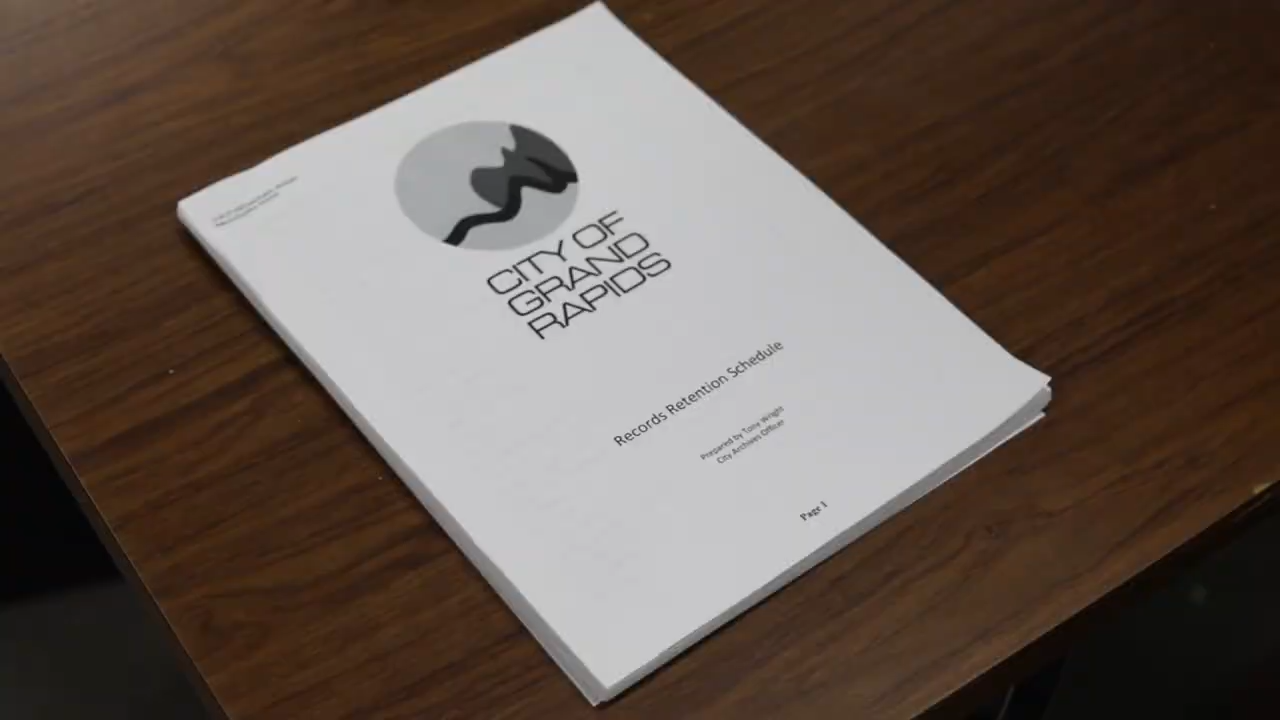 CITY OF
GRAND
RAPIDS
Records Retention Schedule
Prepared by Tony Wright
City Archives Officer
Page 1